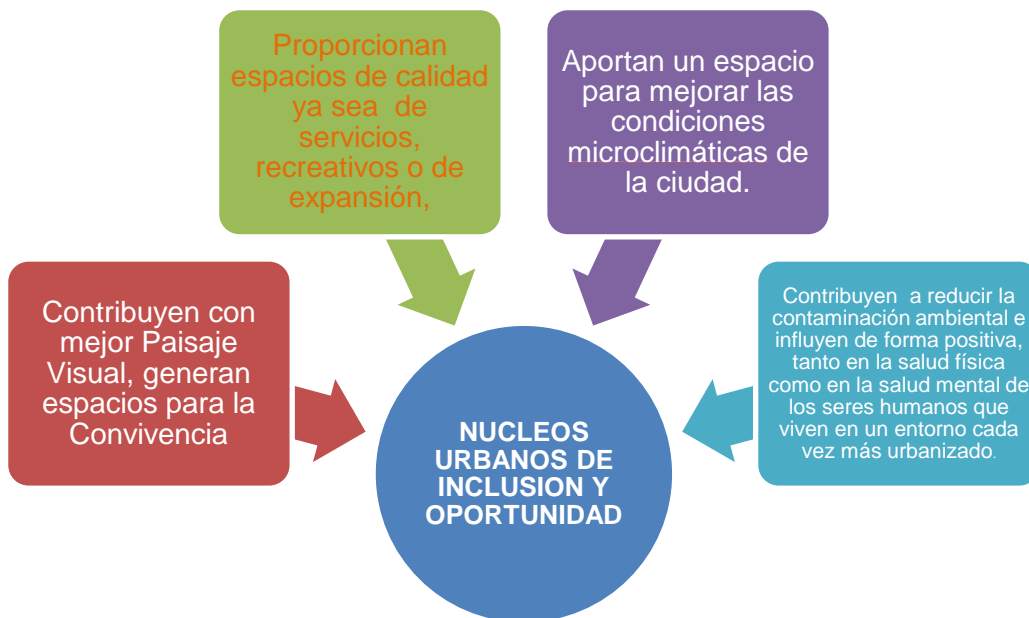 Proporcionan
espacios de calidad
ya sea de
servicios,
recreativos o de
expansión,
Aportan un espacio
para mejorar las
condiciones
microclimáticas de
la ciudad.
Contribuyen con
mejor Paisaje
Visual, generan
espacios para la
Convivencia
Contribuyen a reducir la
contaminación ambiental e
influyen de forma positiva,
tanto en la salud física
como en la salud mental de
los seres humanos que
viven en un entorno cada
vez más urbanizado.
NUCLEOS
URBANOS DE
INCLUSION Y
OPORTUNIDAD